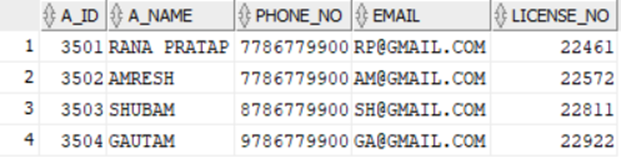 A_ID A_NAME PHONE_NO EMAIL LICENSE_NO
1 3501 RANA PRATAP 7786779900 RP@GMAIL.COM 22461
2 3502 AMRESH 7786779900 AM@GMAIL.COM 22572
3 3503 SHUBAM 8786779900 SH@GMAIL.COM 22811
4 3504 GAUTAM 9786779900 GA@GMAIL.COM 22922